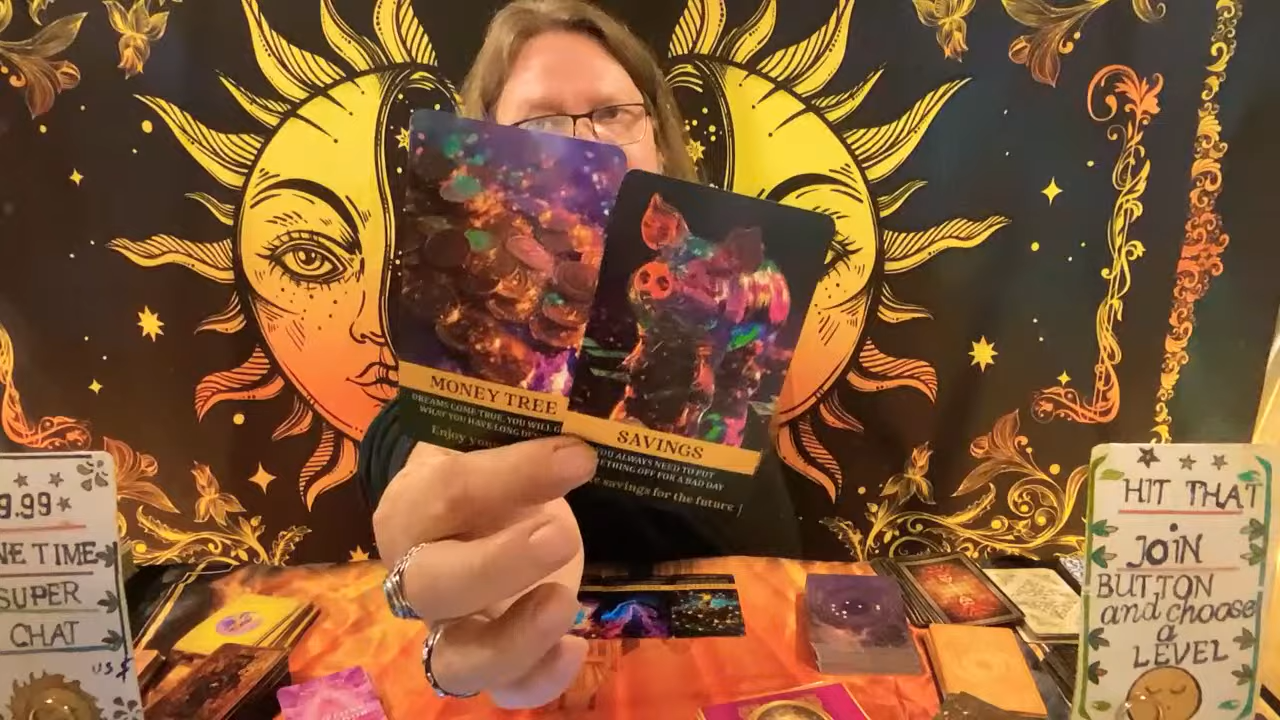 MONEY TREE
DREAMS COME TRUE, YOU WILL G
WHAT YOU HAVE LONG DE
Enjoy you
SAVINGS
YOU ALWAYS NEED TO PUT
ETHING OFF FOR A BAD DAY
e savings for the future
9.99
NE TIME
SUPER
CHAT
US $
HIT THAT
JOIN
BUTTON
and choose
a
LEVEL